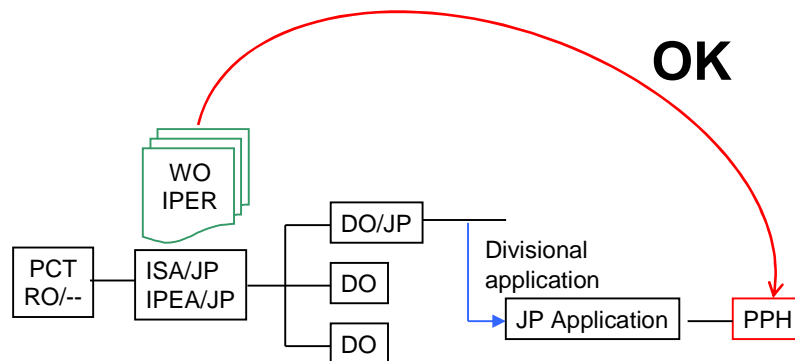 OK
WO
IPER
PCT
RO/--
ISA/JP
IPEA/JP
DO/JP
DO
DO
Divisional
application
JP Application
PPH